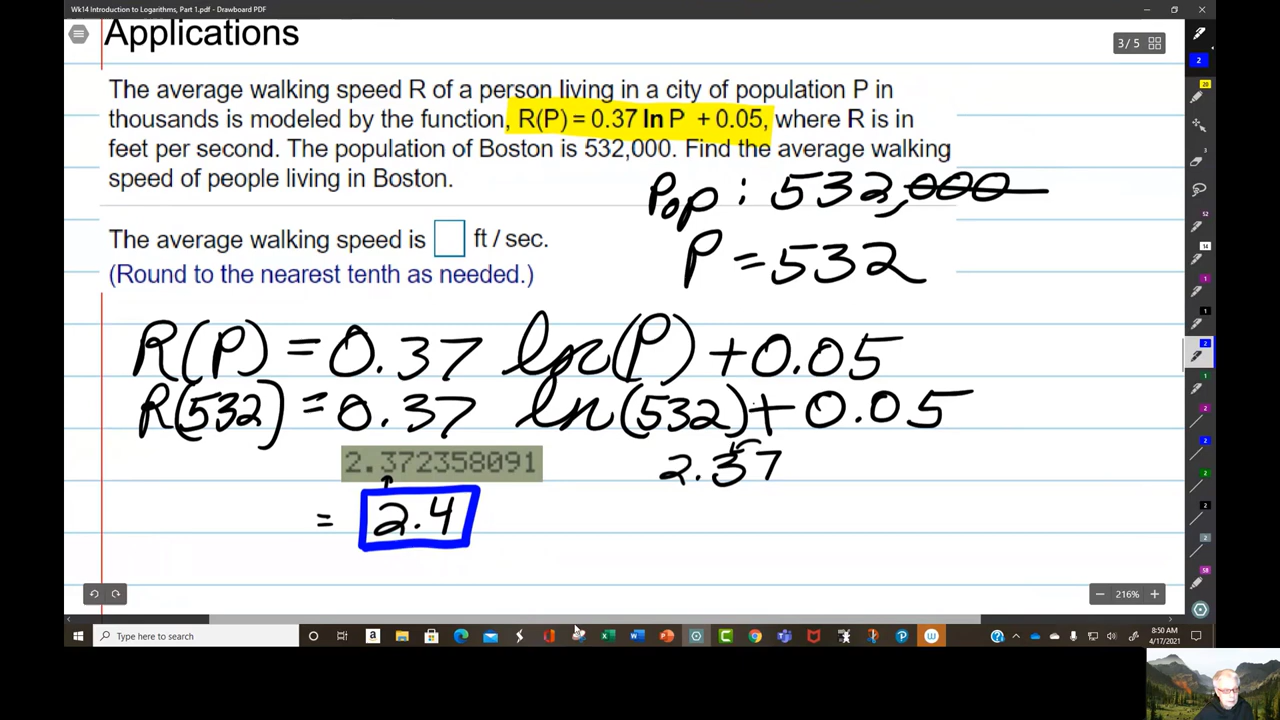 Wk14 Introduction to Logarithms, Part 1.pdf - Drawboard PDF
Applications
3 / 5
The average walking speed R of a person living in a city of population P in
thousands is modeled by the function, R(P) = 0.37 ln P + 0.05, where R is in
feet per second. The population of Boston is 532,000. Find the average walking
speed of people living in Boston.
Pop : 532,000
The average walking speed is ft / sec.
P = 532
(Round to the nearest tenth as needed.)
R(P) = 0.37 ln(P) + 0.05
R(532) = 0.37 ln(532) + 0.05
2.372358091
2.37
= 2.4
216%
Type here to search
8:50 AM
4/17/2021